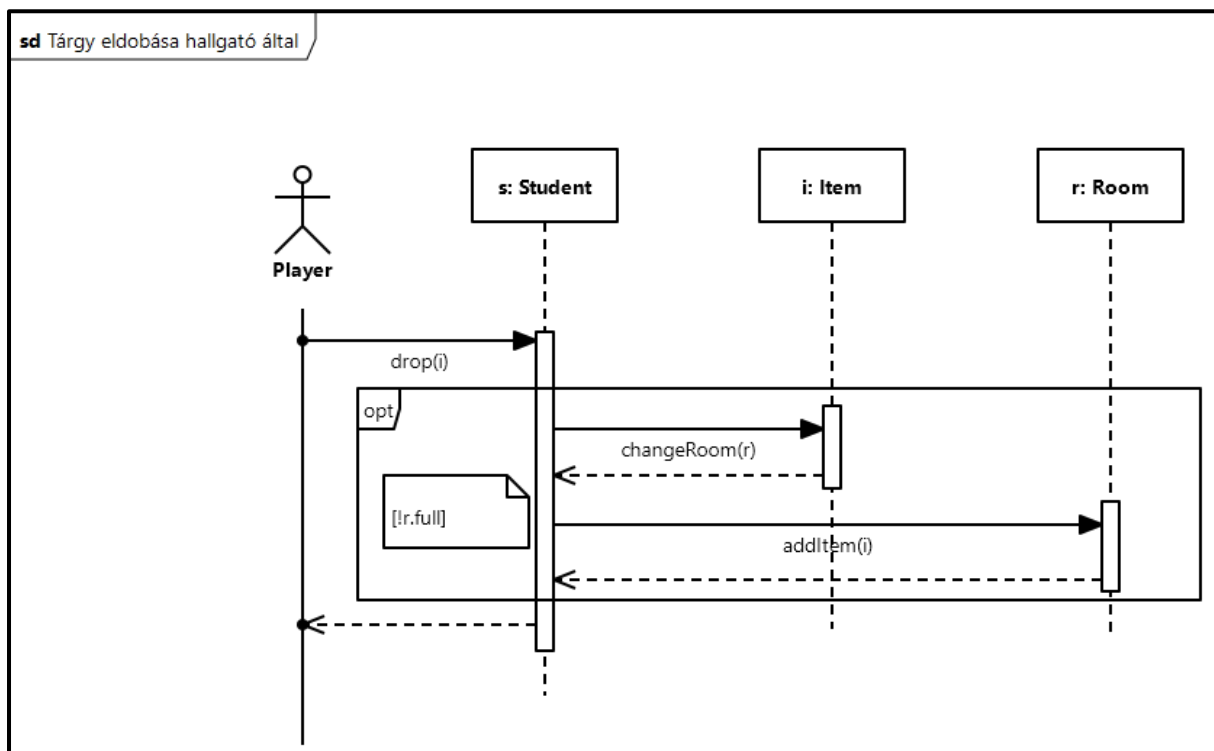 sd Tárgy eldobása hallgató által
s: Student
i: Item
r: Room
Player
drop(i)
opt
changeRoom(r)
[!r.full]
addItem(i)